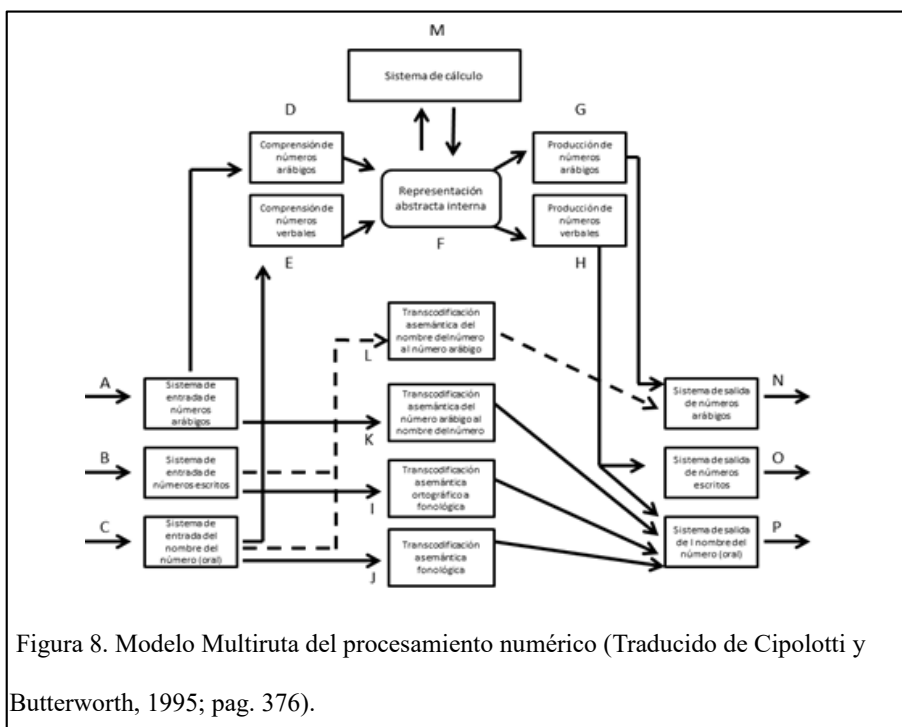 M
Sistema de cálculo
D
G
Comprensión de
números
arábigos
Producción de
números
arábigos
Representación
abstracta interna
Comprensión de
números
verbales
Producción de
números
verbales
F
E
H
Transcodificación
asemántica del
nombre del número
al número arábigo
L
A
Sistema de
entrada de
números
arábigos
Transcodificación
asemántica del
número arábigo al
nombre del número
K
Sistema de salida
de números
arábigos
N
B
Sistema de
entrada de
números escritos
Transcodificación
asemántica
ortográfico a
fonológica
I
Sistema de salida
de números
escritos
O
C
Sistema de
entrada del
nombre del
número (oral)
Transcodificación
asemántica
fonológica
J
Sistema de salida
de l nombre del
número (oral)
P
Figura 8. Modelo Multiruta del procesamiento numérico (Traducido de Cipolotti y
Butterworth, 1995; pag. 376).